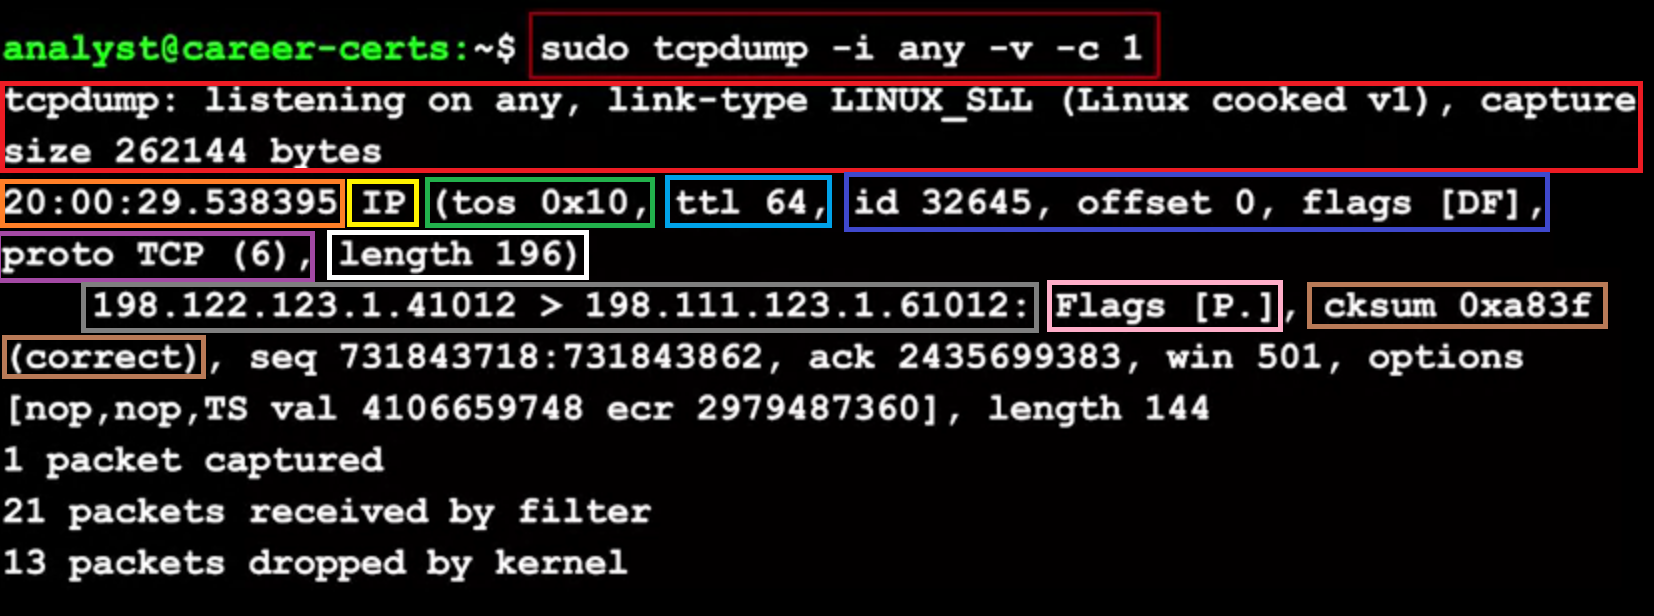 analyst@career-certs:~$ sudo tcpdump -i any -v -c 1
tcpdump: listening on any, link-type LINUX_SLL (Linux cooked v1), capture
size 262144 bytes
20:00:29.538395 IP (tos 0x10, ttl 64, id 32645, offset 0, flags [DF],
proto TCP (6), length 196)
198.122.123.1.41012 > 198.111.123.1.61012: Flags [P.], cksum 0xa83f
(correct), seq 731843718:731843862, ack 2435699383, win 501, options
[nop,nop,TS val 4106659748 ecr 2979487360], length 144
1 packet captured
21 packets received by filter
13 packets dropped by kernel